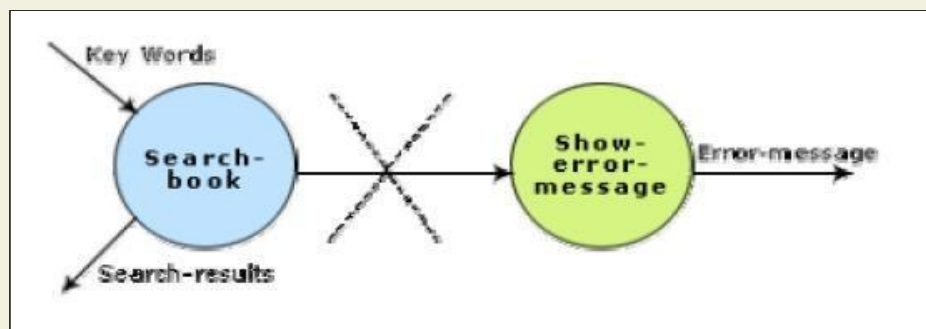 Key Words
Search-
book
Show-
error-
message
Error-message
Search-results